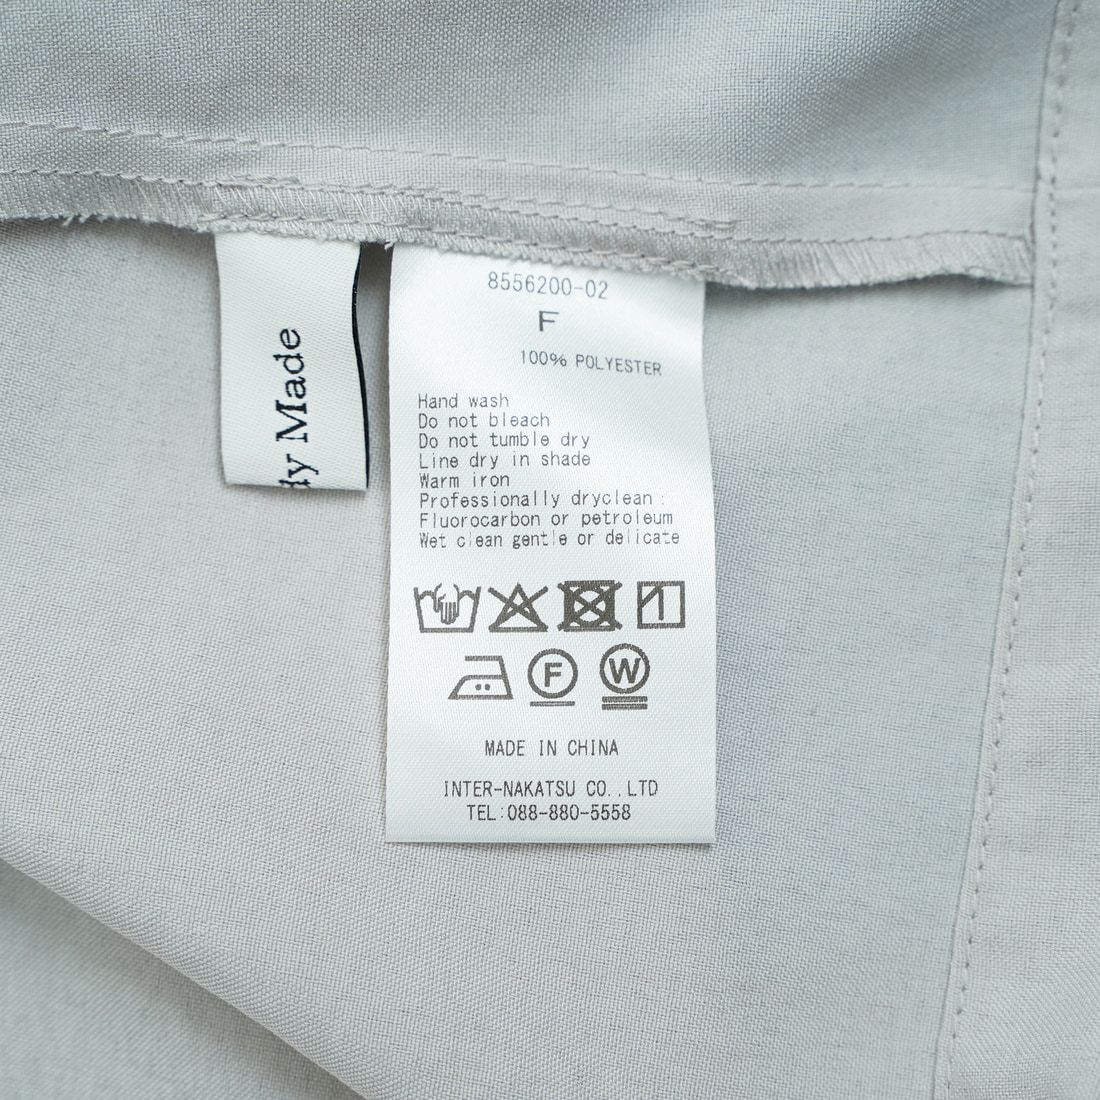 Made
8556200-02
F
100% POLYESTER
Hand wash
Do not bleach
Do not tumble dry
Line dry in shade
Warm iron
Professionally dryclean:
Fluorocarbon or petroleum
Wet clean gentle or delicate
F
W
MADE IN CHINA
INTER-NAKATSU CO.,LTD
TEL:088-880-5558